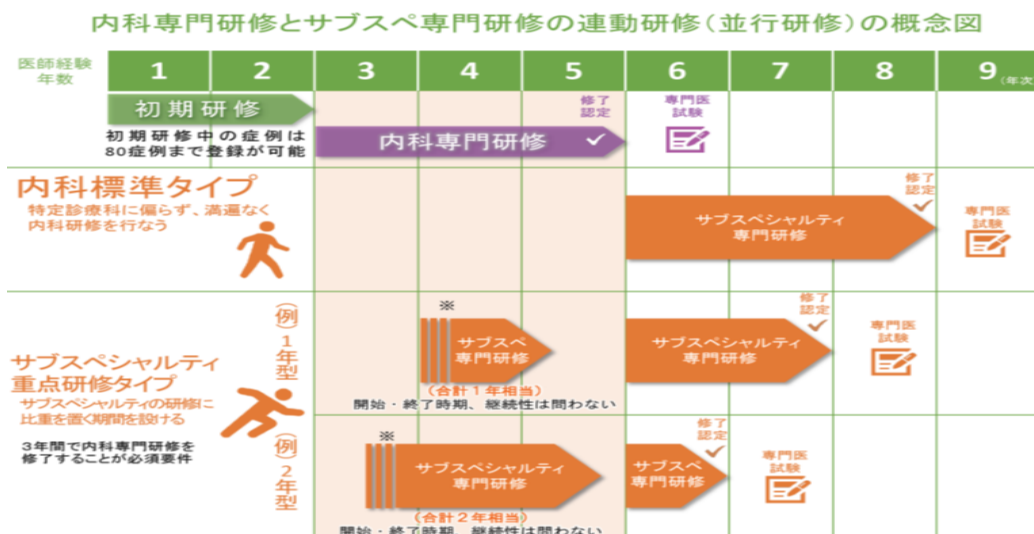 内科専門研修とサブスペ専門研修の連動研修(並行研修)の概念図
医師経験
年数
1 2 3 4 5 6 7 8 9 (年次)
初期研修
初期研修中の症例は
80症例まで登録が可能
内科専門研修
修了
認定
専門医
試験
内科標準タイプ
特定診療科に偏らず、満遍なく
内科研修を行なう
サブスペシャルティ
専門研修
修了
認定
専門医
試験
サブスペシャルティ
重点研修タイプ
サブスペシャルティの研修に
比重を置く期間を設ける
3年間で内科専門研修を
修了することが必須要件
(例)1年型
※
サブスペ
専門研修
(合計1年相当)
開始・終了時期、継続性は問わない
サブスペシャルティ
専門研修
修了
認定
専門医
試験
(例)2年型
※
サブスペシャルティ
専門研修
(合計2年相当)
開始・終了時期、継続性は問わない
サブスペ
専門研修
修了
認定
専門医
試験